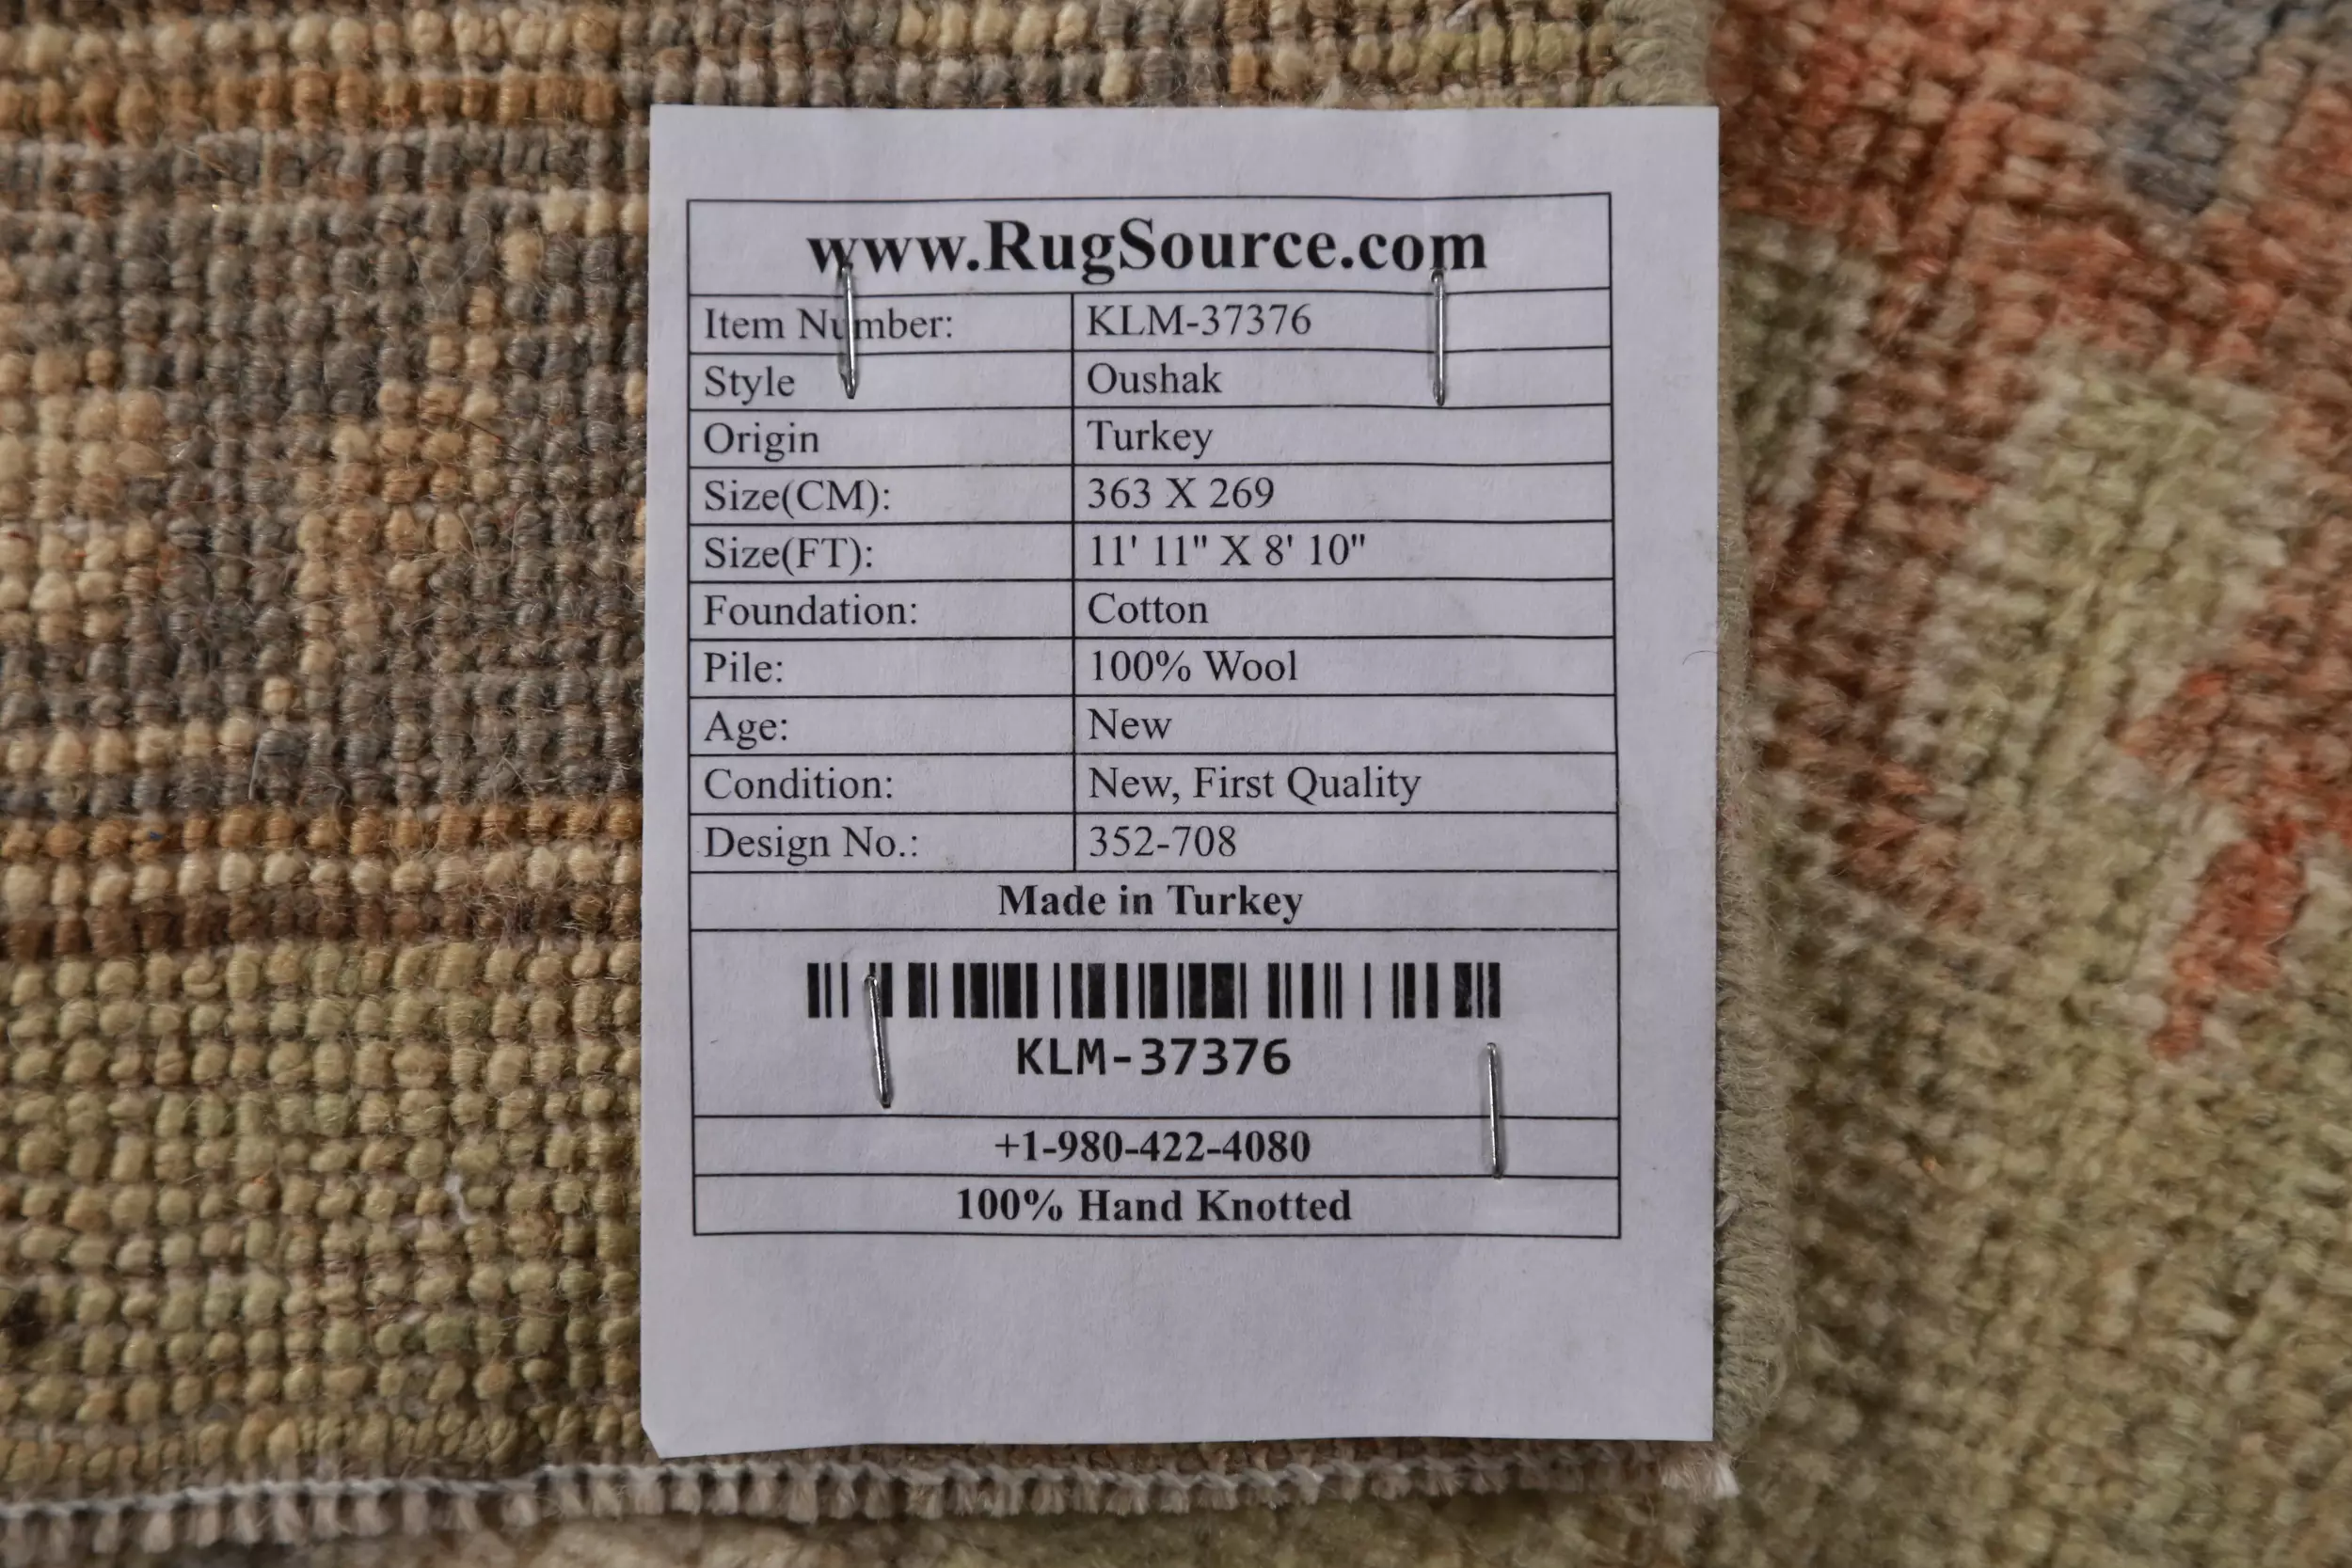 www.RugSource.com
Item Number: KLM-37376
Style Oushak
Origin Turkey
Size(CM): 363 X 269
Size(FT): 11' 11" X 8' 10"
Foundation: Cotton
Pile: 100% Wool
Age: New
Condition: New, First Quality
Design No.: 352-708
Made in Turkey
KLM-37376
+1-980-422-4080
100% Hand Knotted